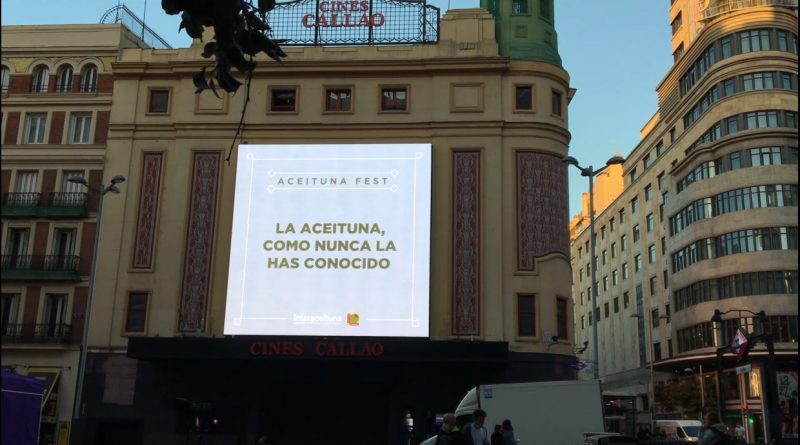 CINES
CALLAO
ACEITUNA FEST
LA ACEITUNA,
COMO NUNCA LA
HAS CONOCIDO
interaceituna
CINES CALLAO